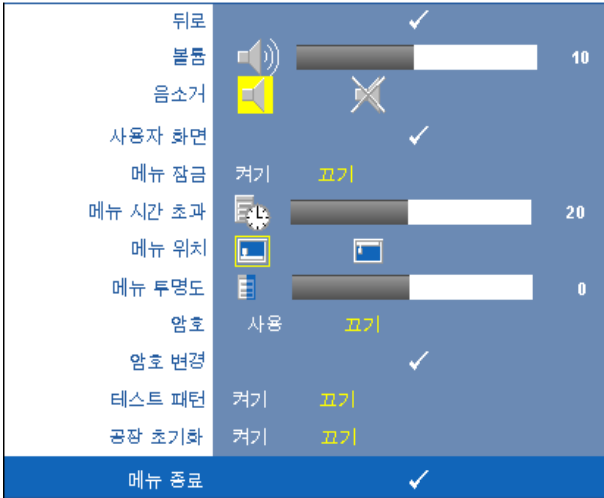 뒤로
볼륨 10
음소거
사용자 화면
메뉴 잠금 켜기 끄기
메뉴 시간 초과 20
메뉴 위치
메뉴 투명도 0
암호 사용 끄기
암호 변경
테스트 패턴 켜기 끄기
공장 초기화 켜기 끄기
메뉴 종료